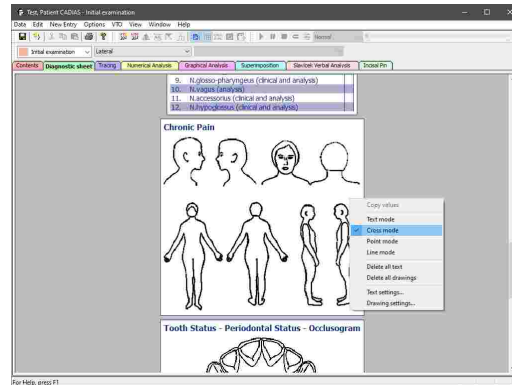 Test, Patient CADIAS - Initial examination
Data Edit New Entry Options VTO View Window Help
Normal
Initial examination Lateral
Contents Diagnostic sheet Tracing Numerical Analysis Graphical Analysis Superimposition Slavicek Verbal Analysis Incisal Pin
9. N.glosso-pharyngeus (clinical and analysis)
10. N.vagus (analysis)
11. N.accessorius (clinical and analysis)
12. N.hypoglossus (clinical and analysis)
Chronic Pain
Copy values
Text mode
Cross mode
Point mode
Line mode
Delete all text
Delete all drawings
Text settings...
Drawing settings...
Tooth Status - Periodontal Status - Occlusogram
For Help, press F1